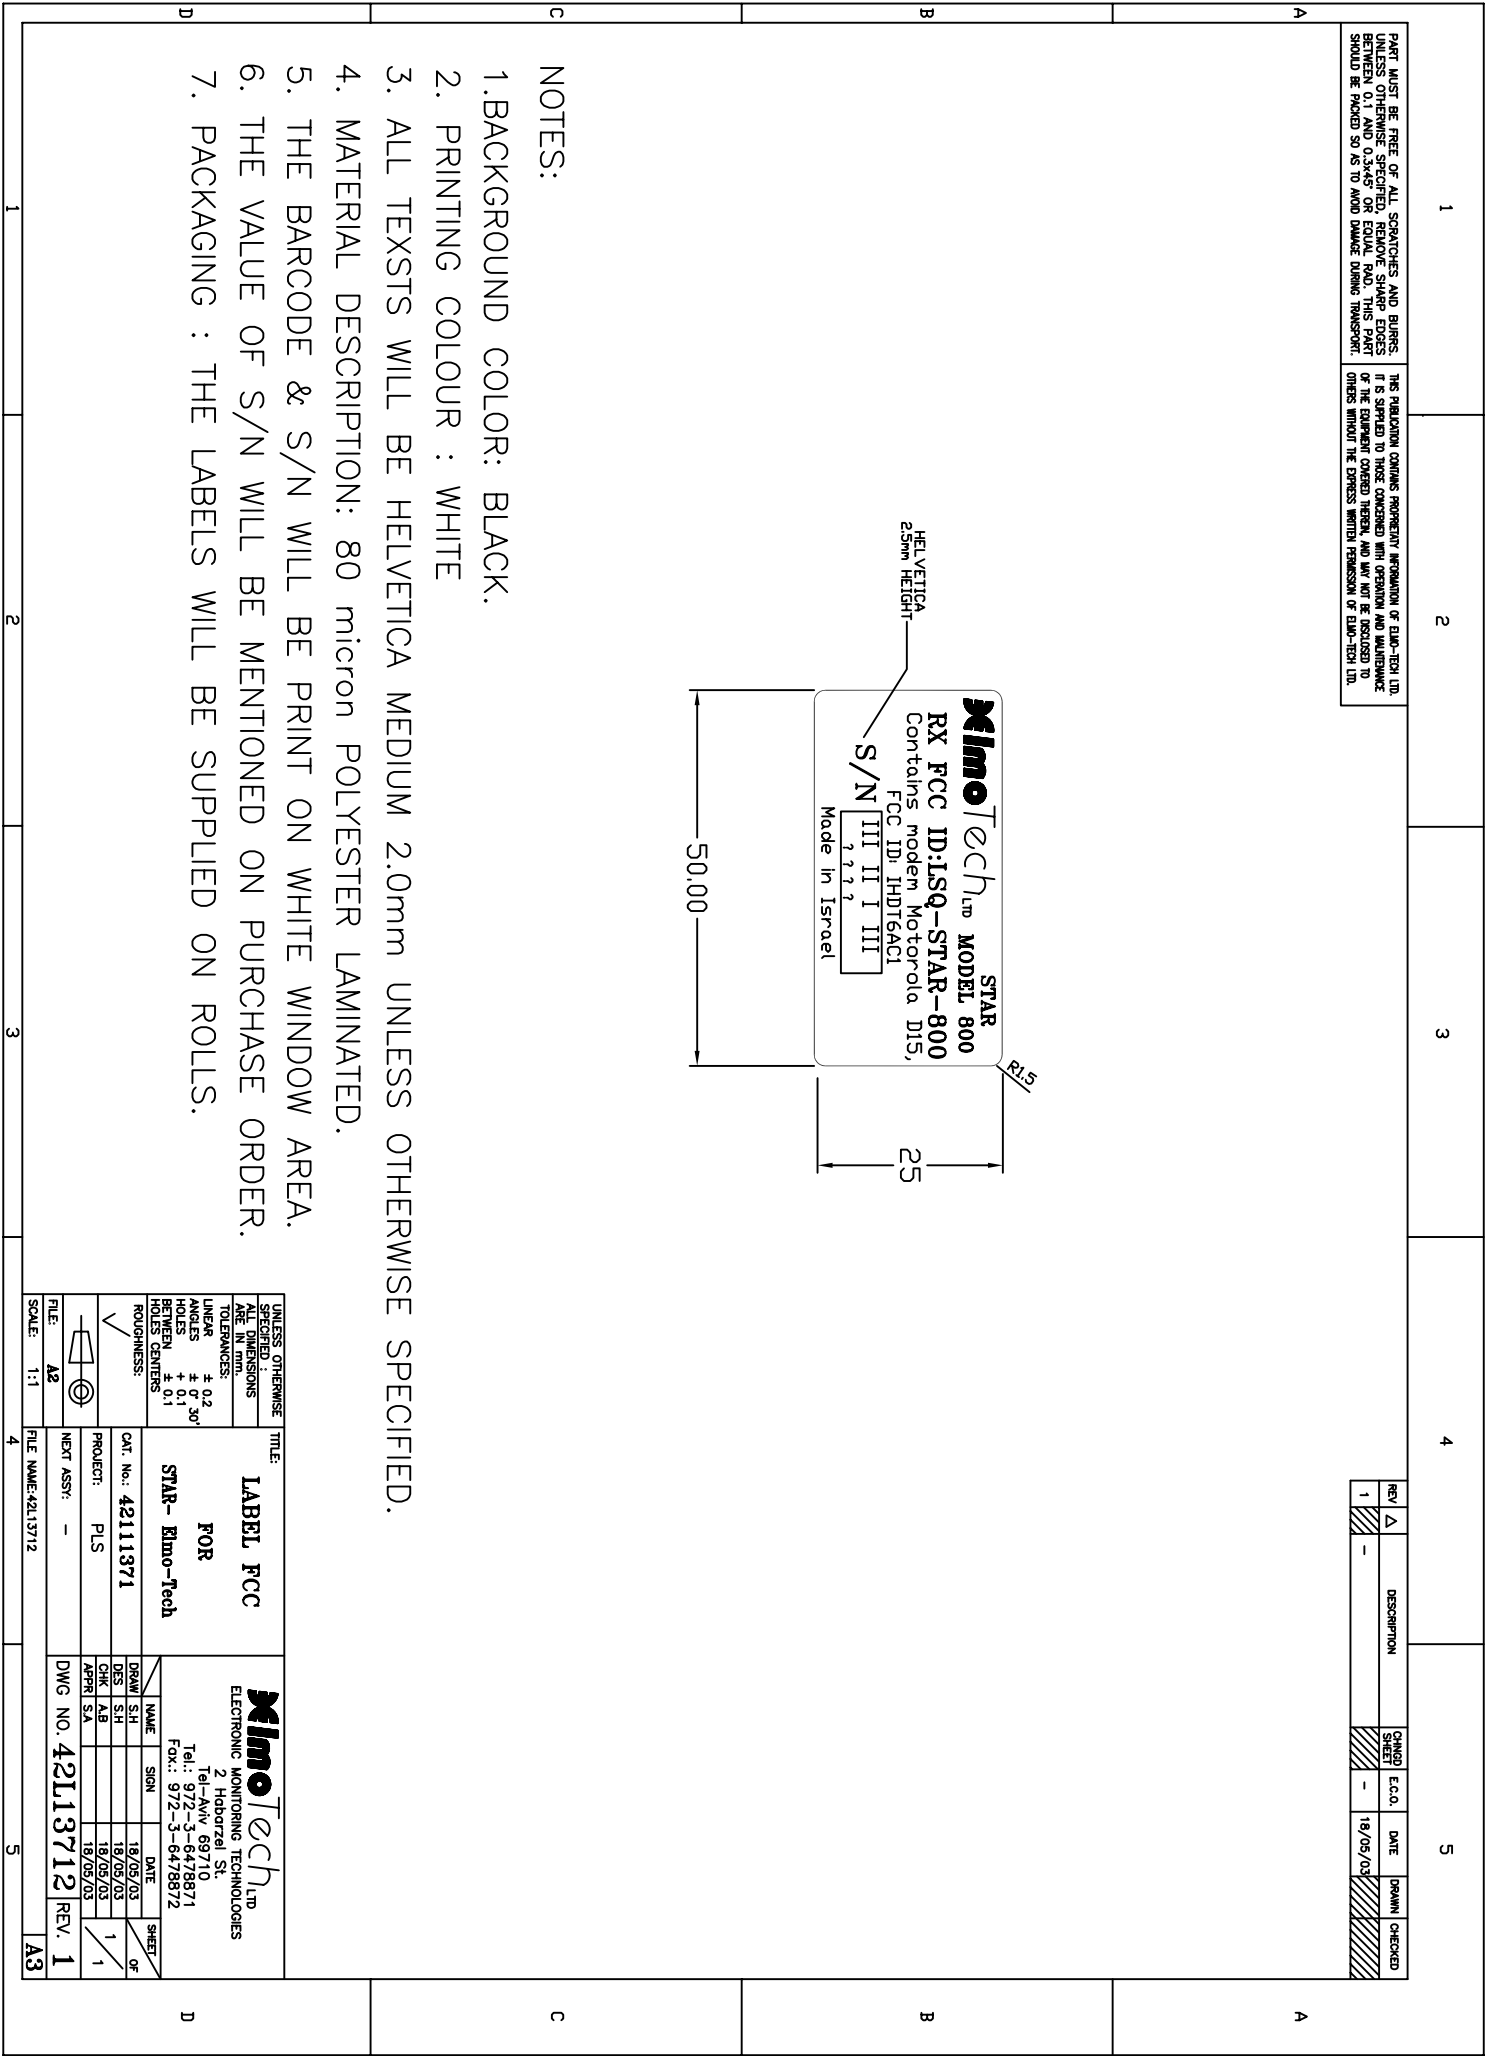 1 2 3 4 5
PART MUST BE FREE OF ALL SCRATCHES AND BURRS.
UNLESS OTHERWISE SPECIFIED, REMOVE SHARP EDGES
BETWEEN 0.1 AND 0.3x45° OR EQUAL RAD. THIS PART
SHOULD BE PACKED SO AS TO AVOID DAMAGE DURING TRANSPORT.
THIS PUBLICATION CONTAINS PROPRIETARY INFORMATION OF ELMO-TECH LTD.
IT IS SUPPLIED TO THOSE CONCERNED WITH OPERATION AND MAINTENANCE
OF THE EQUIPMENT COVERED THEREIN, AND MAY NOT BE DISCLOSED TO
OTHERS WITHOUT THE EXPRESS WRITTEN PERMISSION OF ELMO-TECH LTD.
REV △ DESCRIPTION CHNGD SHEET E.C.O. DATE DRAWN CHECKED
1 - - 18/05/03
A A
B B
C C
D D
R1.5
STAR
ElmoTech LTD MODEL 800
RX FCC ID:LSQ-STAR-800
Contains modem Motorola D15,
FCC ID: IHDT6AC1
S/N III II I III
? ? ? ?
Made in Israel
HELVETICA
2.5mm HEIGHT
25
50.00
NOTES:
1.BACKGROUND COLOR: BLACK.
2. PRINTING COLOUR : WHITE
3. ALL TEXSTS WILL BE HELVETICA MEDIUM 2.0mm UNLESS OTHERWISE SPECIFIED.
4. MATERIAL DESCRIPTION: 80 micron POLYESTER LAMINATED.
5. THE BARCODE & S/N WILL BE PRINT ON WHITE WINDOW AREA.
6. THE VALUE OF S/N WILL BE MENTIONED ON PURCHASE ORDER.
7. PACKAGING : THE LABELS WILL BE SUPPLIED ON ROLLS.
UNLESS OTHERWISE
SPECIFIED :
ALL DIMENSIONS
ARE IN mm.
TOLERANCES:
LINEAR ± 0.2
ANGLES ± 0° 30'
HOLES + 0.1
BETWEEN ± 0.1
HOLES CENTERS
ROUGHNESS:
FILE: A2
SCALE: 1:1
TITLE:
LABEL FCC
FOR
STAR- Elmo-Tech
CAT. No.: 42111371
PROJECT: PLS
NEXT ASSY: -
FILE NAME:42L13712
ElmoTech LTD
ELECTRONIC MONITORING TECHNOLOGIES
2 Habarzel St.
Tel-Aviv 69710
Tel.: 972-3-6478871
Fax.: 972-3-6478872
NAME SIGN DATE SHEET OF
DRAW S.H 18/05/03
DES S.H 18/05/03
CHK A.B 18/05/03
APPR S.A 18/05/03
1 1
DWG NO. 42L13712 REV. 1
A3
1 2 3 4 5